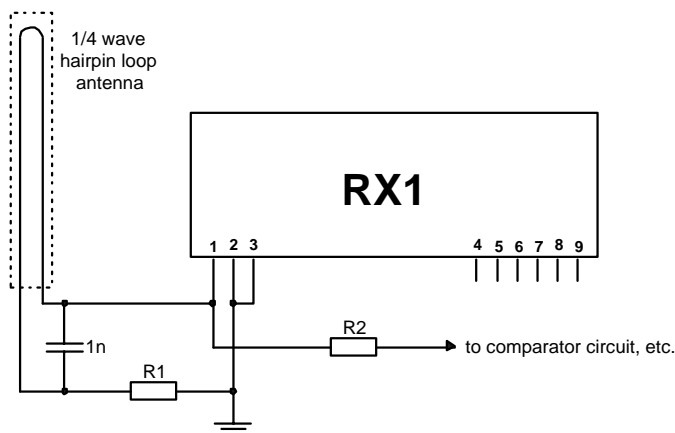 1/4 wave
hairpin loop
antenna
RX1
1 2 3 4 5 6 7 8 9
R2
1n
to comparator circuit, etc.
R1